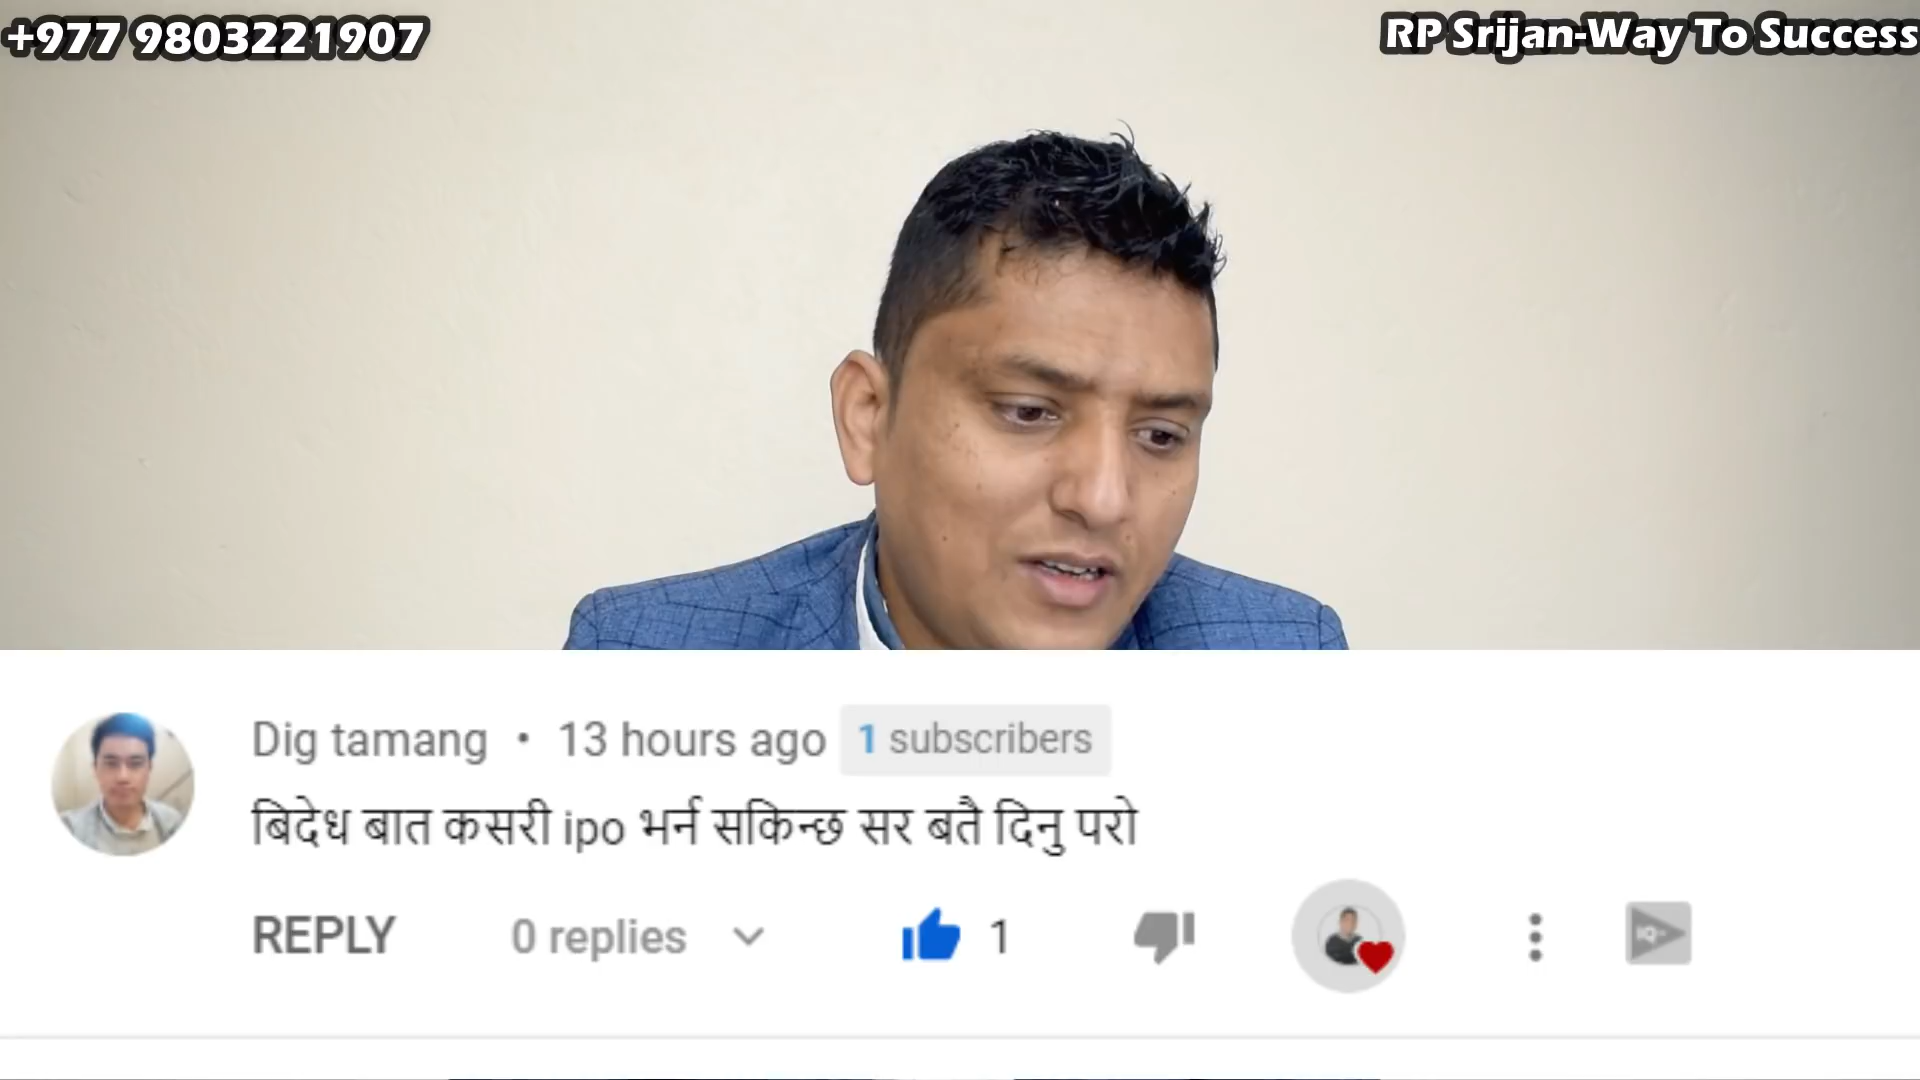 +977 9803221907
RP Srijan-Way To Success
Dig tamang • 13 hours ago 1 subscribers
बिदेध बात कसरी ipo भर्न सकिन्छ सर बतै दिनु परो
REPLY 0 replies 1